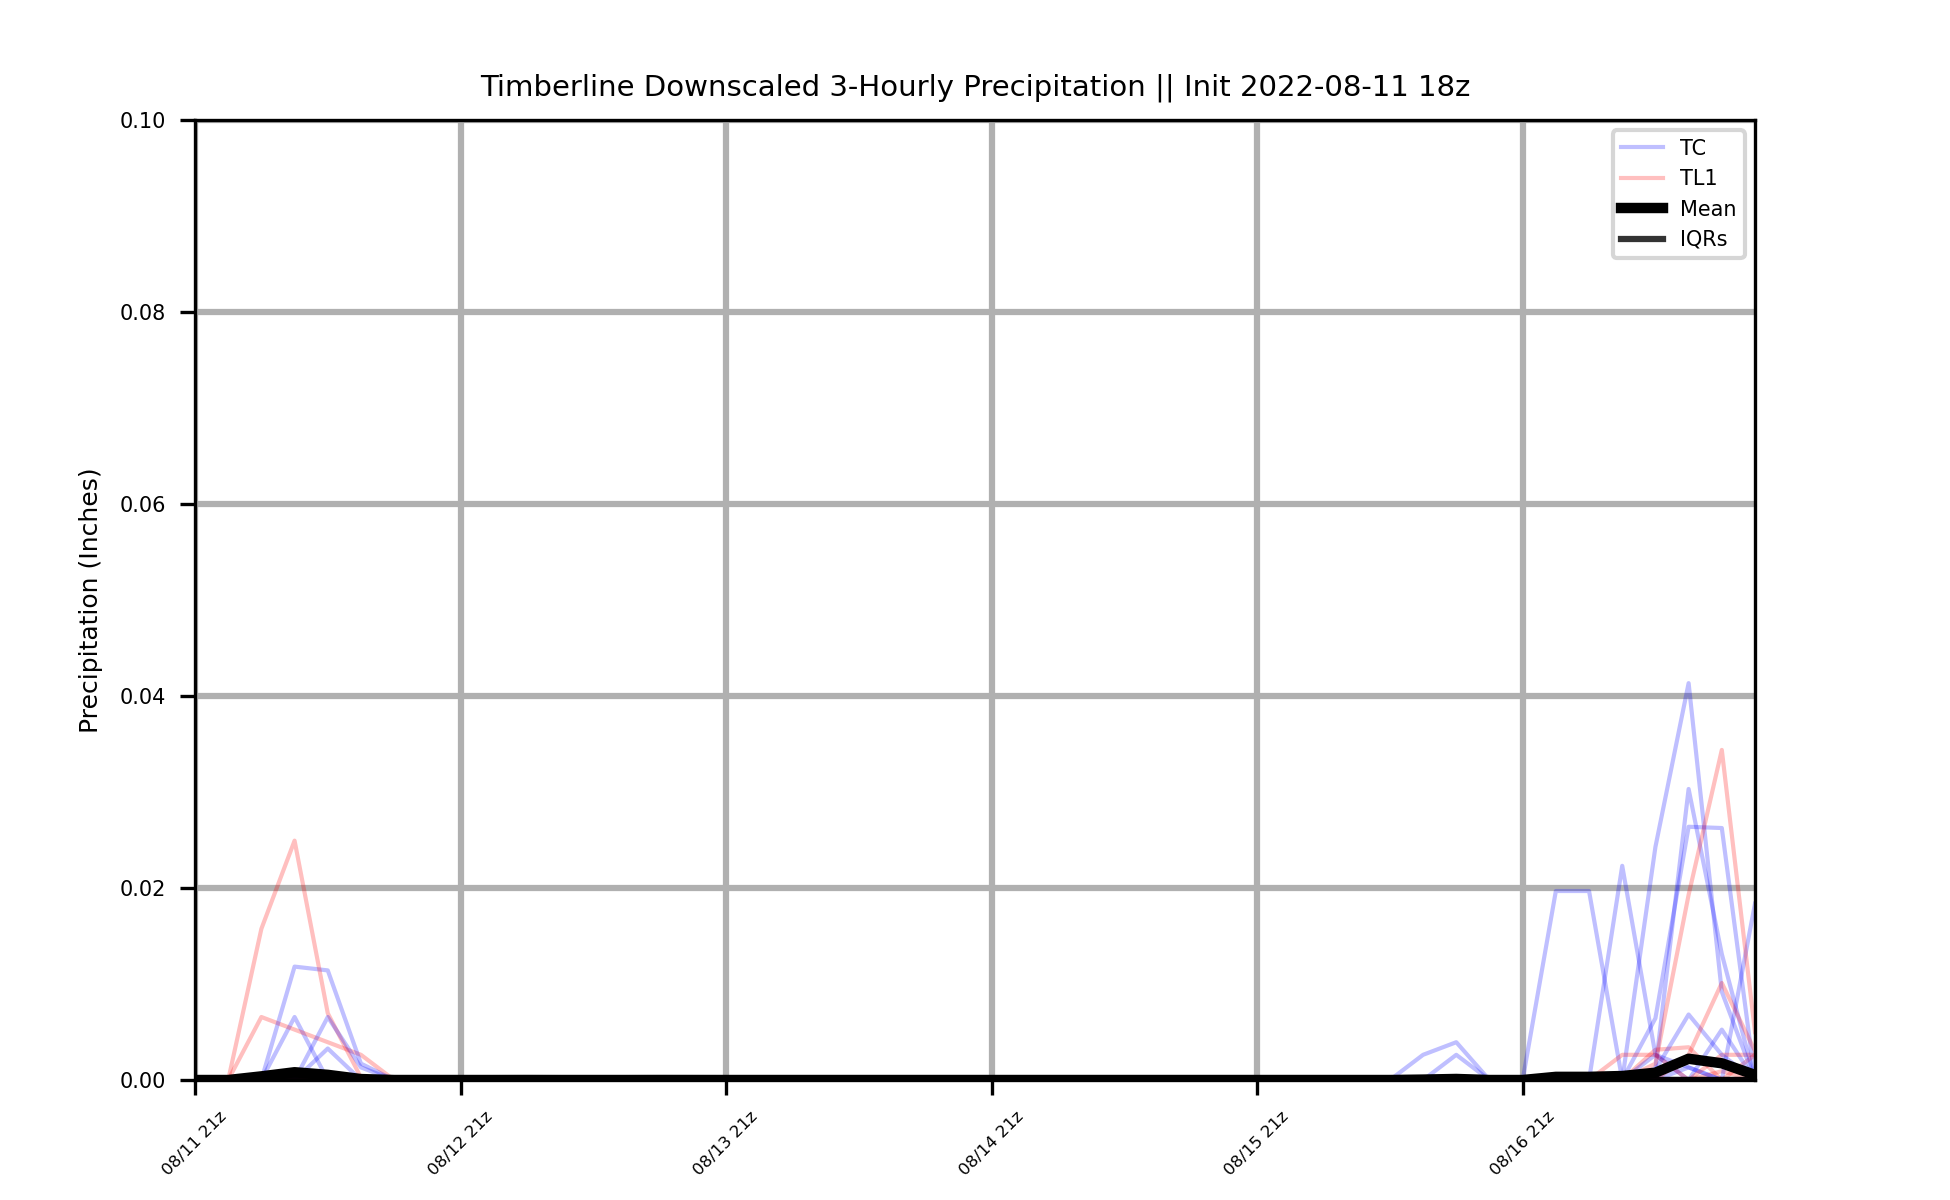 Timberline Downscaled 3-Hourly Precipitation || Init 2022-08-11 18z
TC
TL1
Mean
IQRs
Precipitation (Inches)
0.10
0.08
0.06
0.04
0.02
0.00
08/11 21z
08/12 21z
08/13 21z
08/14 21z
08/15 21z
08/16 21z